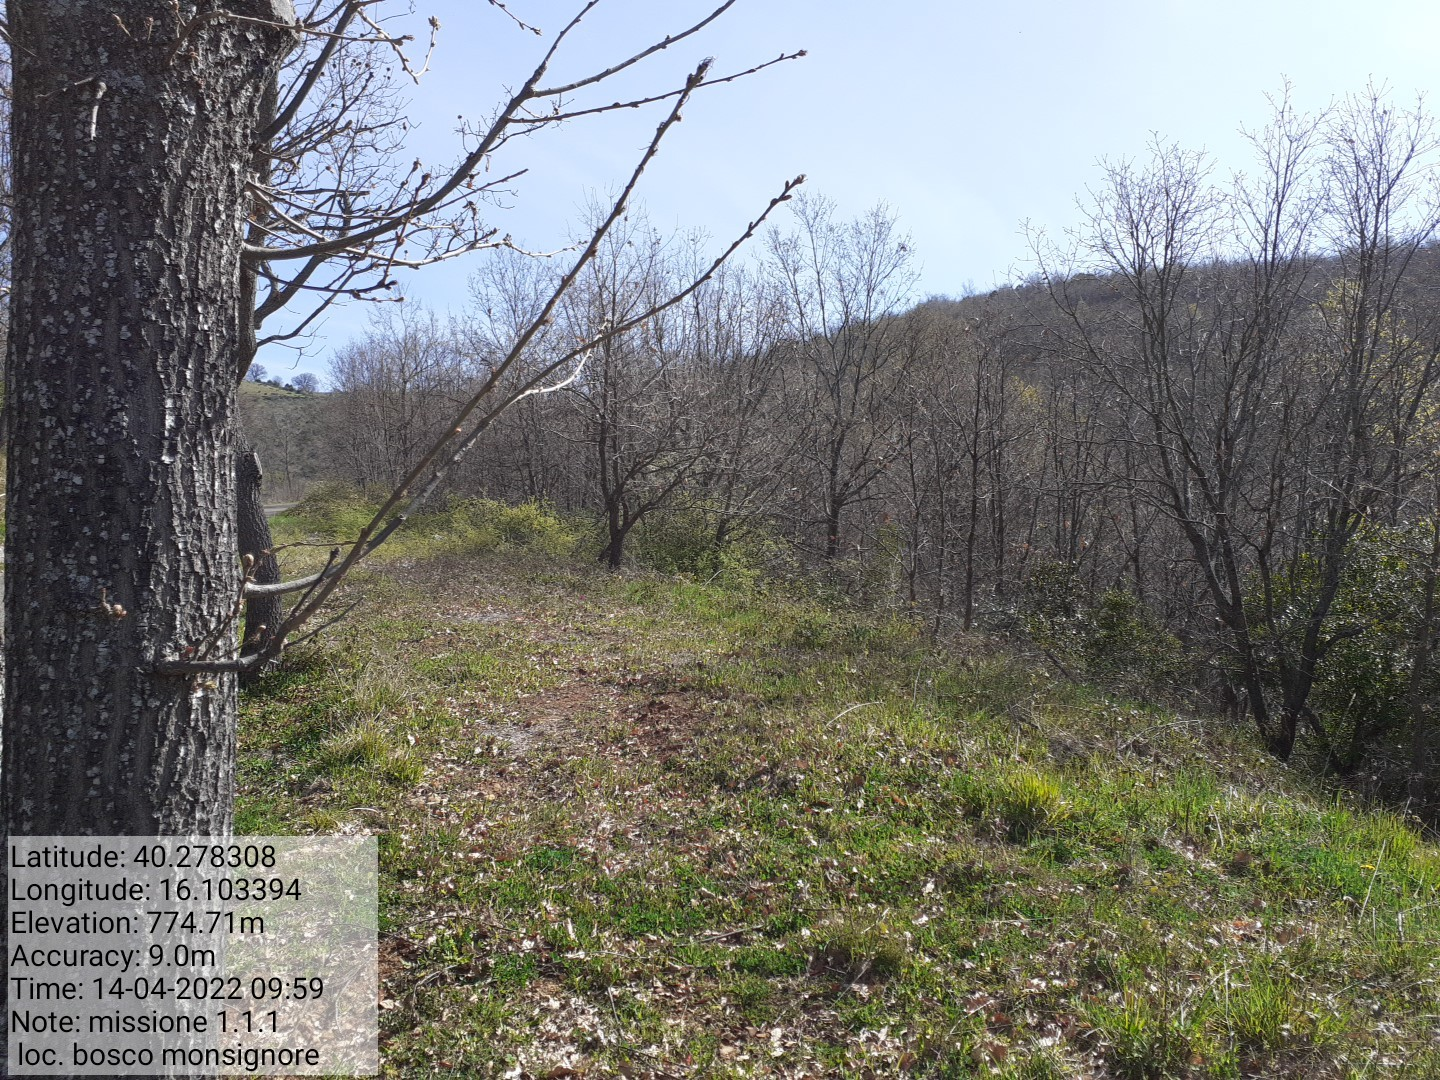 Latitude: 40.278308
Longitude: 16.103394
Elevation: 774.71m
Accuracy: 9.0m
Time: 14-04-2022 09:59
Note: missione 1.1.1
loc. bosco monsignore